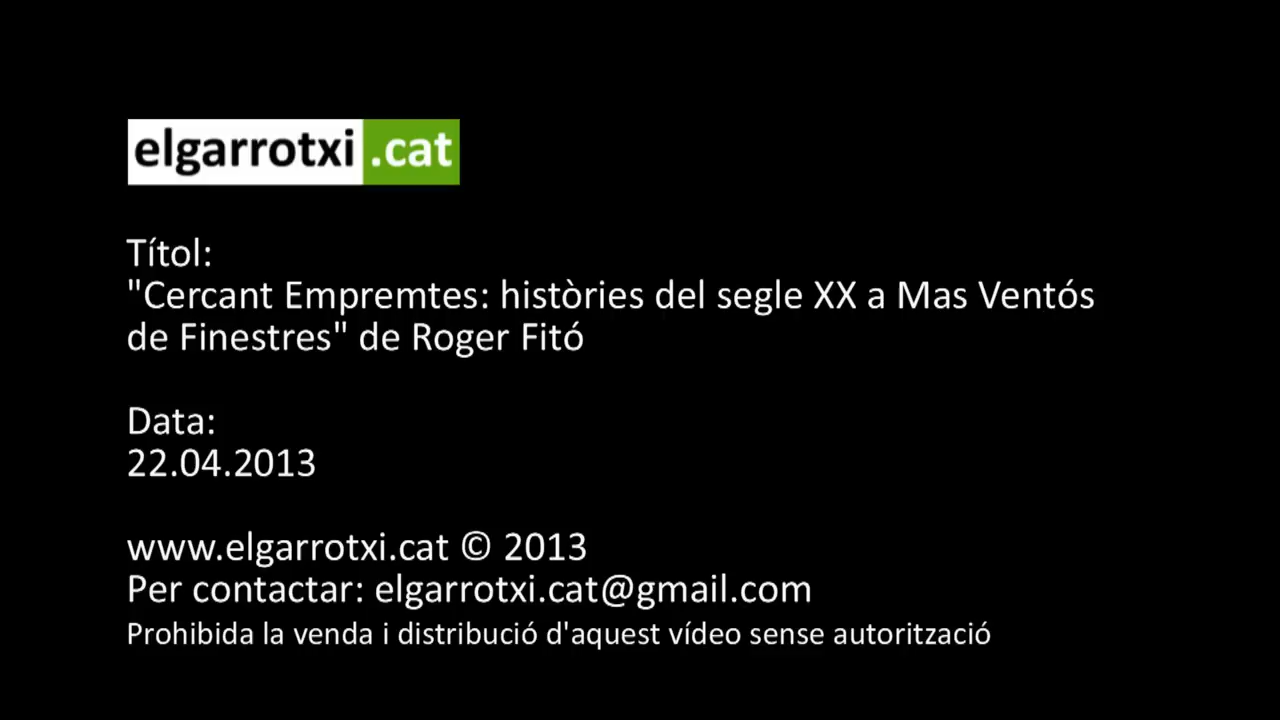 elgarrotxi.cat
Títol:
"Cercant Empremtes: històries del segle XX a Mas Ventós
de Finestres" de Roger Fitó
Data:
22.04.2013
www.elgarrotxi.cat © 2013
Per contactar: elgarrotxi.cat@gmail.com
Prohibida la venda i distribució d'aquest vídeo sense autorització